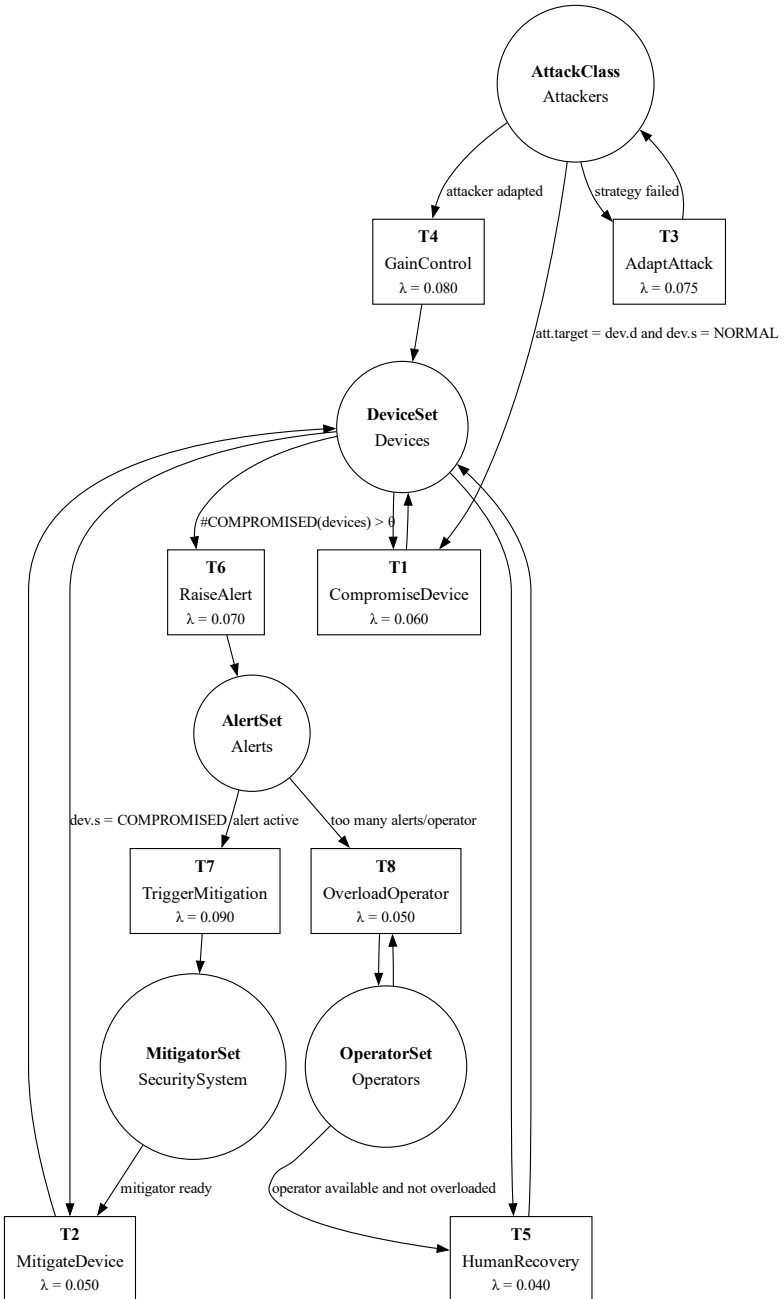 AttackClass
Attackers
attacker adapted
strategy failed
T4
GainControl
λ = 0.080
T3
AdaptAttack
λ = 0.075
att.target = dev.d and dev.s = NORMAL
DeviceSet
Devices
#COMPROMISED(devices) > θ
T6
RaiseAlert
λ = 0.070
T1
CompromiseDevice
λ = 0.060
AlertSet
Alerts
dev.s = COMPROMISED
alert active
too many alerts/operator
T7
TriggerMitigation
λ = 0.090
T8
OverloadOperator
λ = 0.050
MitigatorSet
SecuritySystem
OperatorSet
Operators
mitigator ready
operator available and not overloaded
T2
MitigateDevice
λ = 0.050
T5
HumanRecovery
λ = 0.040